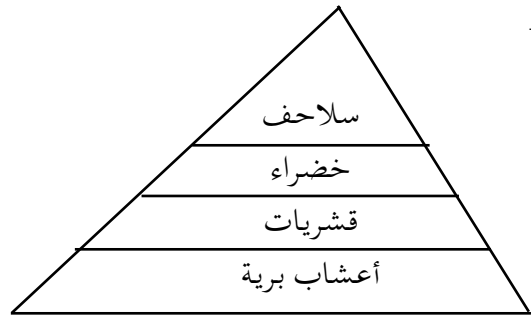 سلاحف
خضراء
قشريات
أعشاب برية